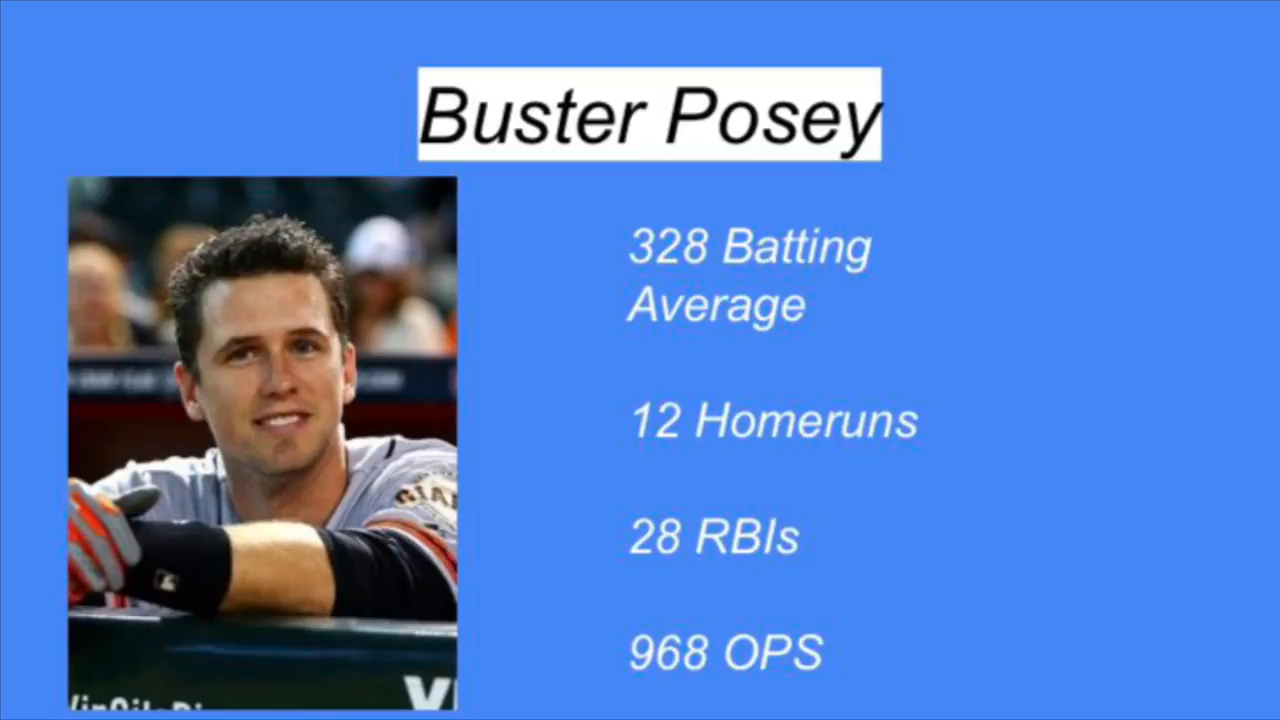 Buster Posey
328 Batting
Average
12 Homeruns
28 RBIs
968 OPS